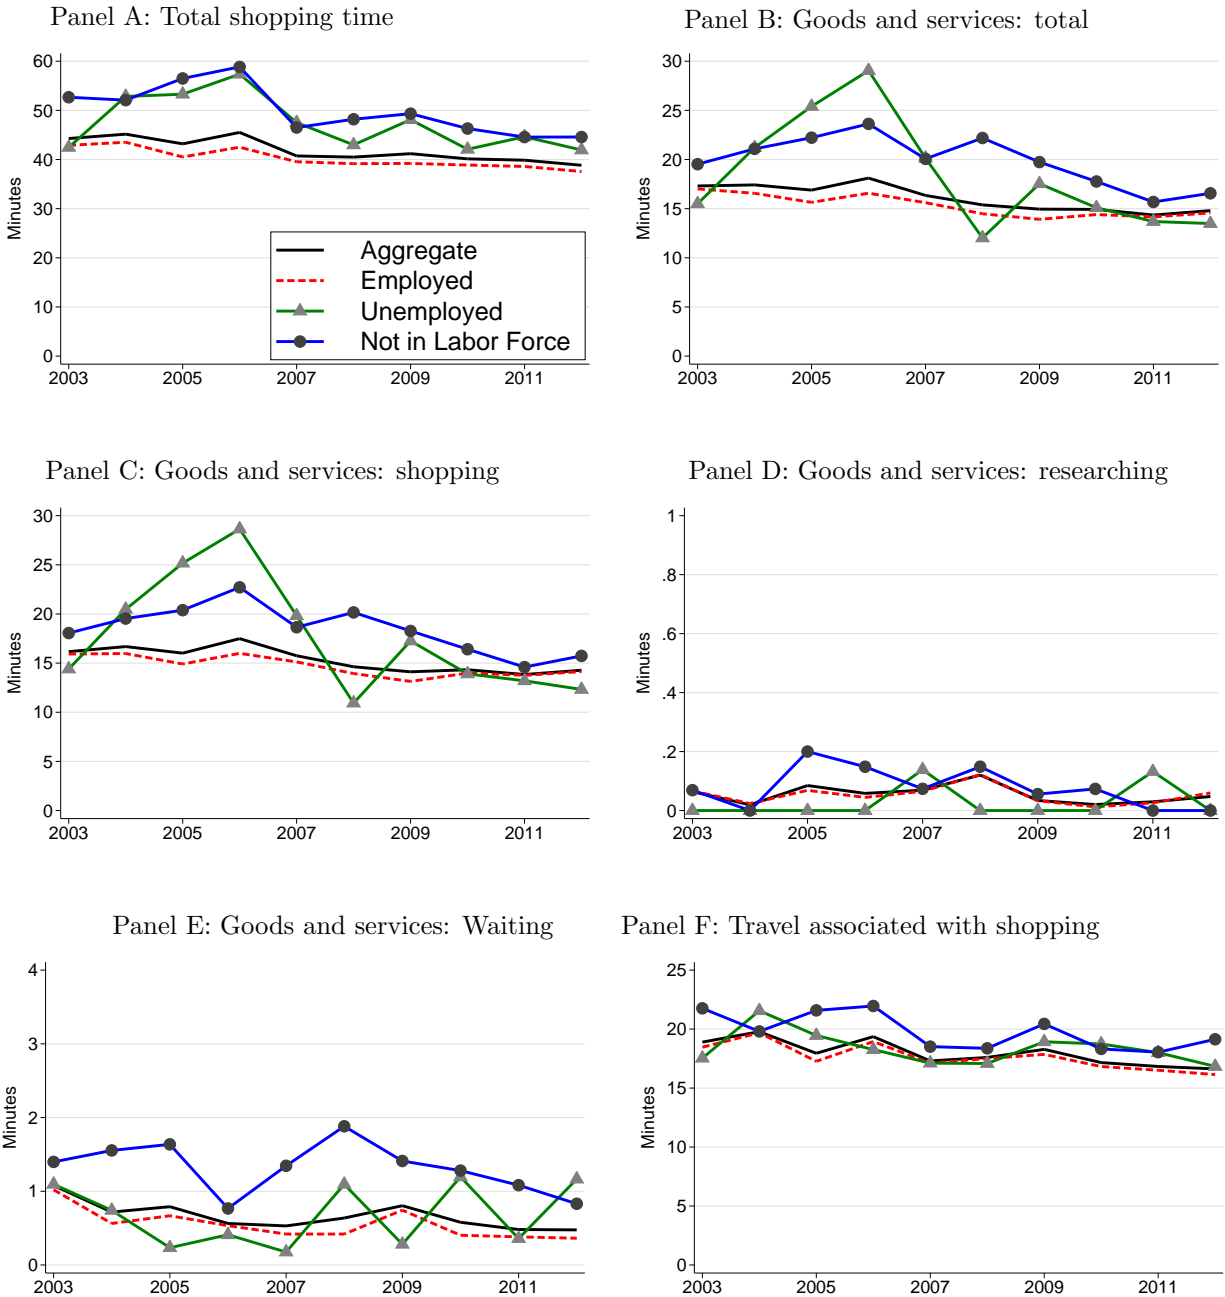 Panel A: Total shopping time
Minutes
60
50
40
30
20
10
0
2003 2005 2007 2009 2011
Aggregate
Employed
Unemployed
Not in Labor Force
Panel B: Goods and services: total
Minutes
30
25
20
15
10
5
0
2003 2005 2007 2009 2011
Panel C: Goods and services: shopping
Minutes
30
25
20
15
10
5
0
2003 2005 2007 2009 2011
Panel D: Goods and services: researching
Minutes
1
.8
.6
.4
.2
0
2003 2005 2007 2009 2011
Panel E: Goods and services: Waiting
Minutes
4
3
2
1
0
2003 2005 2007 2009 2011
Panel F: Travel associated with shopping
Minutes
25
20
15
10
5
0
2003 2005 2007 2009 2011